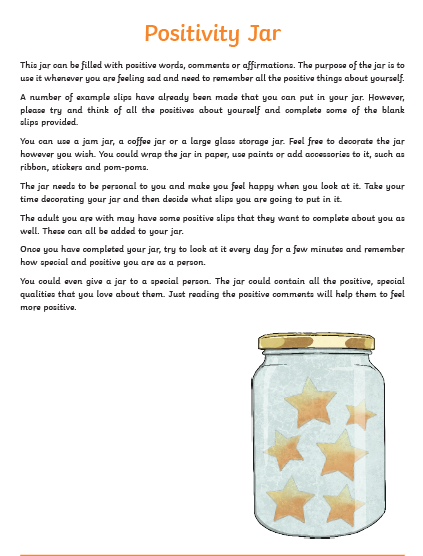 Positivity Jar
This jar can be filled with positive words, comments or affirmations. The purpose of the jar is to
use it whenever you are feeling sad and need to remember all the positive things about yourself.
A number of example slips have already been made that you can put in your jar. However,
please try and think of all the positives about yourself and complete some of the blank
slips provided.
You can use a jam jar, a coffee jar or a large glass storage jar. Feel free to decorate the jar
however you wish. You could wrap the jar in paper, use paints or add accessories to it, such as
ribbon, stickers and pom-poms.
The jar needs to be personal to you and make you feel happy when you look at it. Take your
time decorating your jar and then decide what slips you are going to put in it.
The adult you are with may have some positive slips that they want to complete about you as
well. These can all be added to your jar.
Once you have completed your jar, try to look at it every day for a few minutes and remember
how special and positive you are as a person.
You could even give a jar to a special person. The jar could contain all the positive, special
qualities that you love about them. Just reading the positive comments will help them to feel
more positive.